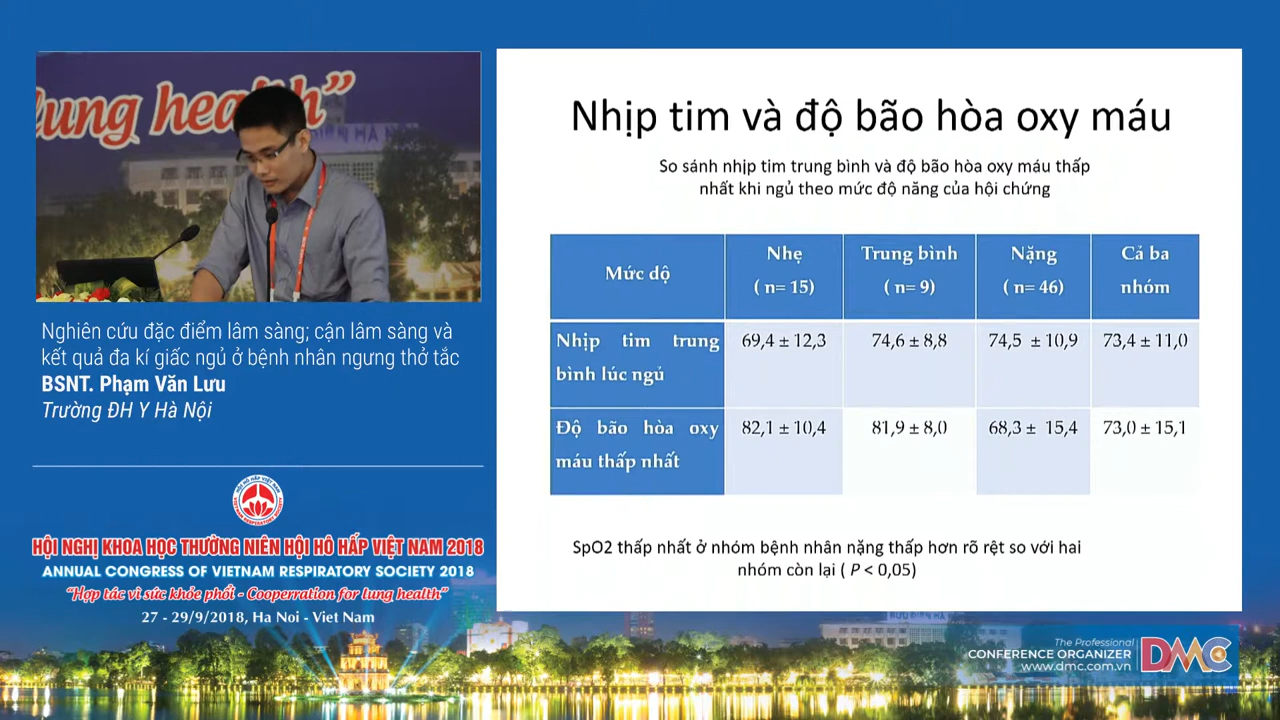 lung health”
Nghiên cứu đặc điểm lâm sàng; cận lâm sàng và
kết quả đa kí giấc ngủ ở bệnh nhân ngưng thở tắc
BSNT. Phạm Văn Lưu
Trường ĐH Y Hà Nội
HỘI NGHỊ KHOA HỌC THƯỜNG NIÊN HỘI HÔ HẤP VIỆT NAM 2018
ANNUAL CONGRESS OF VIETNAM RESPIRATORY SOCIETY 2018
“Hợp tác vì sức khỏe phổi - Cooperration for lung health”
27 - 29/9/2018, Ha Noi - Viet Nam
Nhịp tim và độ bão hòa oxy máu
So sánh nhịp tim trung bình và độ bão hòa oxy máu thấp
nhất khi ngủ theo mức độ năng của hội chứng
Mức dộ
Nhẹ
( n= 15)
Trung bình
( n= 9)
Nặng
( n= 46)
Cả ba
nhóm
Nhịp tim trung
bình lúc ngủ
69,4 ± 12,3
74,6 ± 8,8
74,5 ±10,9
73,4 ± 11,0
Độ bão hòa oxy
máu thấp nhất
82,1 ± 10,4
81,9 ± 8,0
68,3 ± 15,4
73,0 ± 15,1
SpO2 thấp nhất ở nhóm bệnh nhân nặng thấp hơn rõ rệt so với hai
nhóm còn lại ( P < 0,05)
The Professional
CONFERENCE ORGANIZER
www.dmc.com.vn
DMC